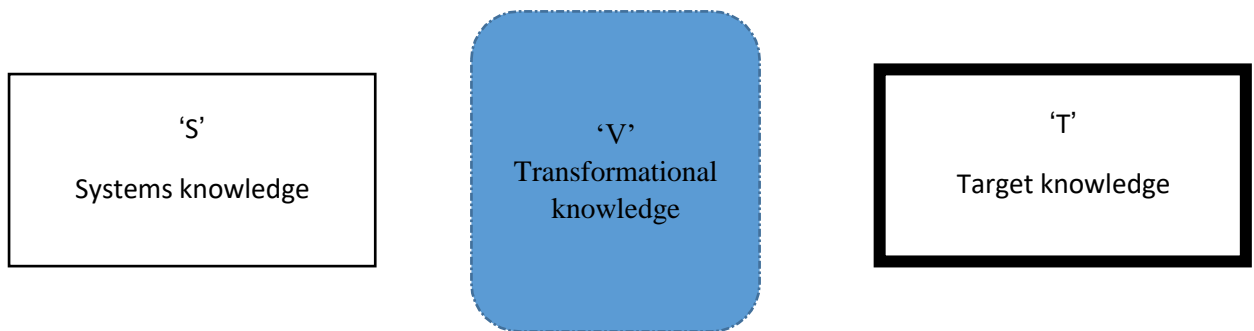 ‘S’
Systems knowledge
‘V’
Transformational
knowledge
‘T’
Target knowledge